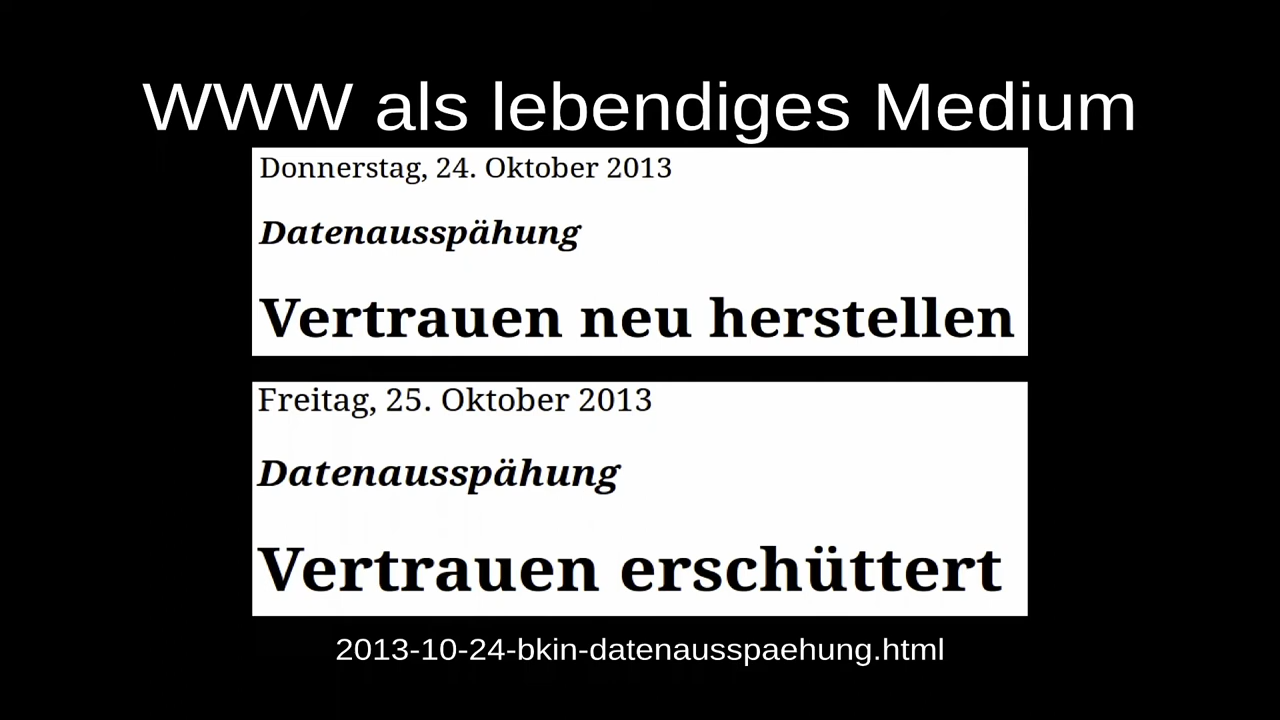 WWW als lebendiges Medium
Donnerstag, 24. Oktober 2013
Datenausspähung
Vertrauen neu herstellen
Freitag, 25. Oktober 2013
Datenausspähung
Vertrauen erschüttert
2013-10-24-bkin-datenausspaehung.html